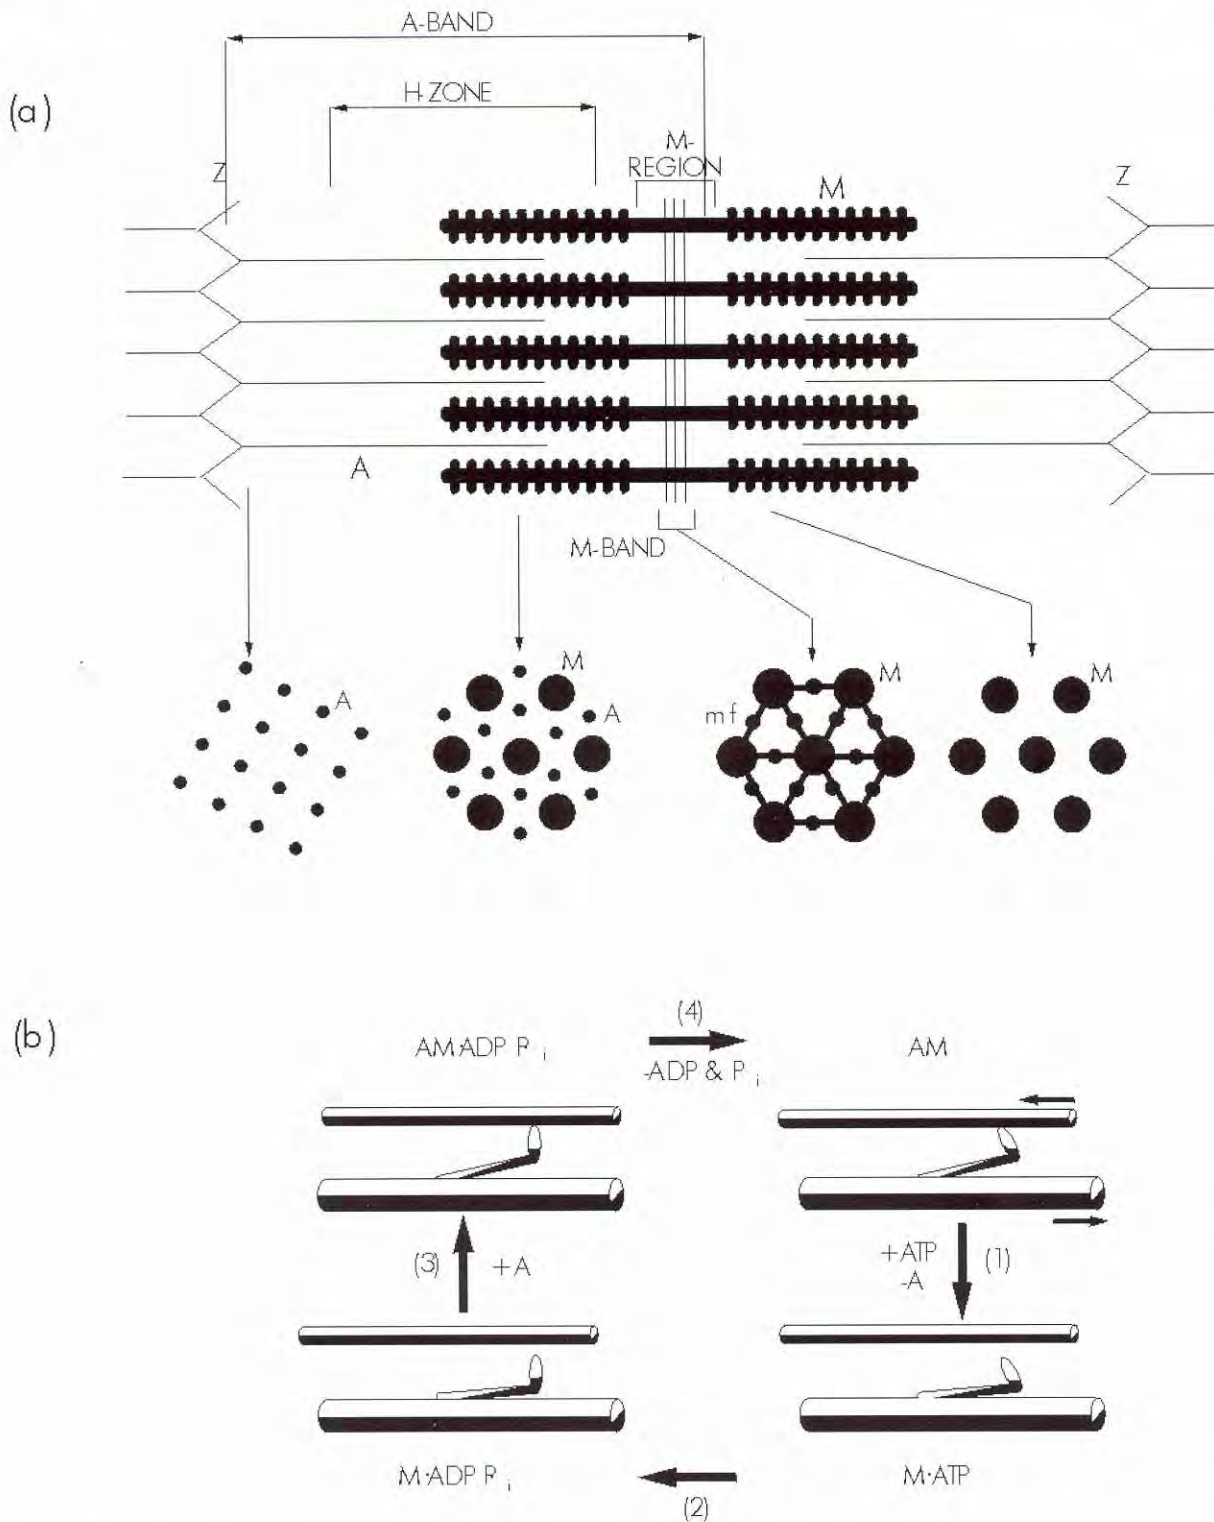 A-BAND
(a)
H-ZONE
M-
REGION
Z
M
Z
A
M-BAND
M
A
A
mf
M
M
(b)
AM·ADP P i
(4)
-ADP & P i
AM
(3)
+A
+ATP
-A
(1)
M·ADP P i
(2)
M·ATP